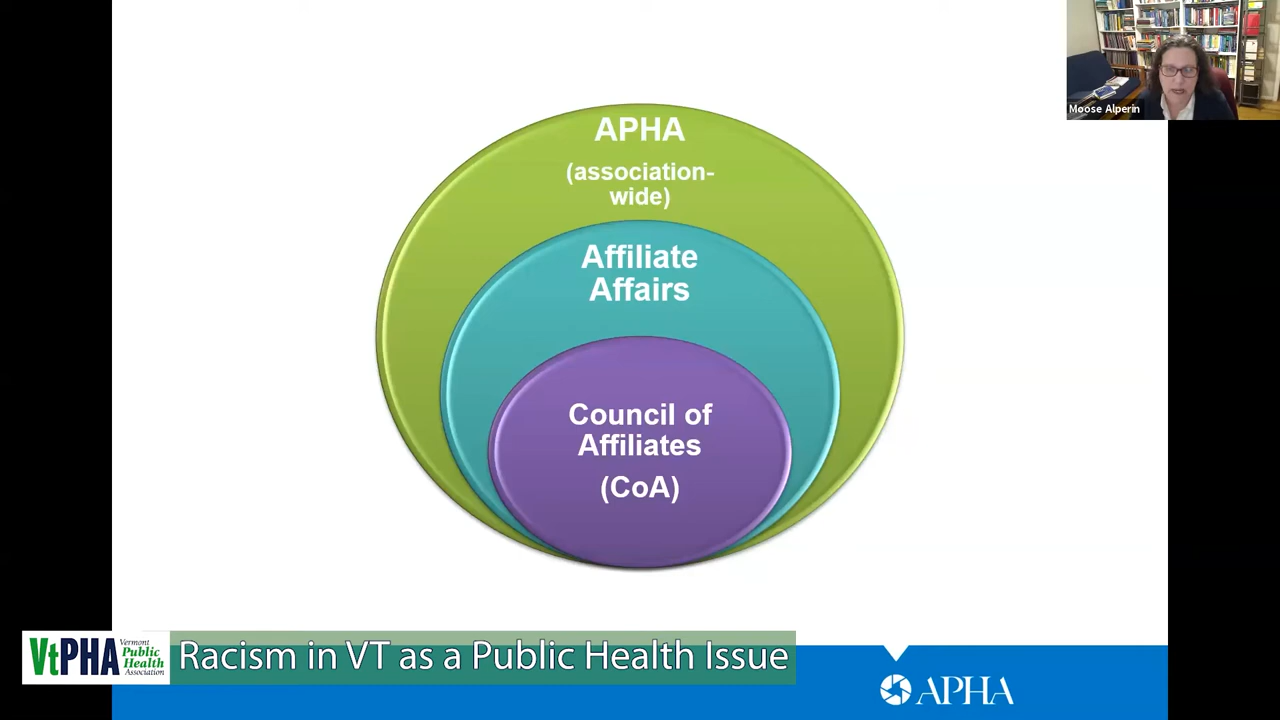 APHA
(association-
wide)
Affiliate
Affairs
Council of
Affiliates
(CoA)
Moose Alperin
VtPHA
Vermont
Public
Health
Association
Racism in VT as a Public Health Issue
APHA